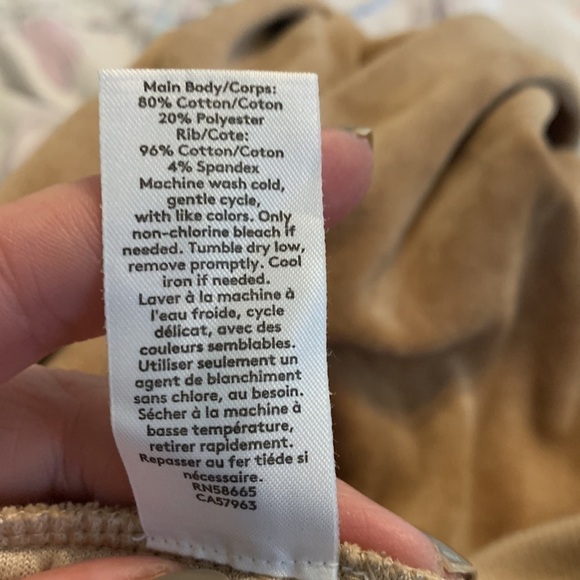 Main Body/Corps:
80% Cotton/Coton
20% Polyester
Rib/Cote:
96% Cotton/Coton
4% Spandex
Machine wash cold,
gentle cycle,
with like colors. Only
non-chlorine bleach if
needed. Tumble dry low,
remove promptly. Cool
iron if needed.
Laver à la machine à
l'eau froide, cycle
délicat, avec des
couleurs semblables.
Utiliser seulement un
agent de blanchiment
sans chlore, au besoin.
Sécher à la machine à
basse température,
retirer rapidement.
Repasser au fer tiéde si
nécessaire.
RN58665
CA57963